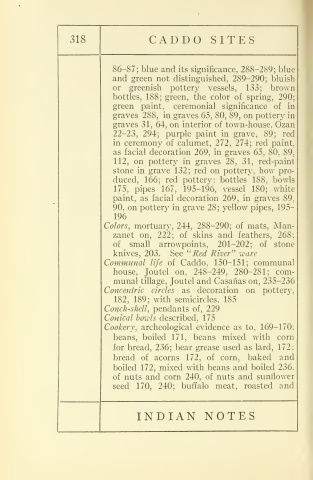 318
CADDO SITES
86–87; blue and its significance, 288–289; blue
and green not distinguished, 289–290; bluish
or greenish pottery vessels, 133; brown
bottles, 188; green, the color of spring, 290;
green paint, ceremonial significance of in
graves 288, in graves 65, 80, 89, on pottery in
graves 31, 64, on interior of town-house, Ozan
22–23, 294; purple paint in grave, 89; red
in ceremony of calumet, 272, 274; red paint,
as facial decoration 269, in graves 65, 80, 89,
112, on pottery in graves 28, 31, red-paint
stone in grave 132; red on pottery, how pro-
duced, 166; red pottery: bottles 188, bowls
175, pipes 167, 195–196, vessel 180; white
paint, as facial decoration 269, in graves 89,
90, on pottery in grave 28; yellow pipes, 195–
196
Colors, mortuary, 244, 288–290; of mats, Man-
zanet on, 222; of skins and feathers, 268;
of small arrowpoints, 201–202; of stone
knives, 203. See "Red River" ware
Communal life of Caddo, 150–151; communal
house, Joutel on, 248–249, 280–281; com-
munal tillage, Joutel and Casañas on, 235–236
Concentric circles as decoration on pottery,
182, 189; with semicircles, 185
Conch-shell, pendants of, 229
Conical bowls described, 175
Cookery, archeological evidence as to, 169–170:
beans, boiled 171, beans mixed with corn
for bread, 236; bear grease used as lard, 172;
bread of acorns 172, of corn, baked and
boiled 172, mixed with beans and boiled 236,
of nuts and corn 240, of nuts and sunflower
seed 170, 240; buffalo meat, roasted and
INDIAN NOTES